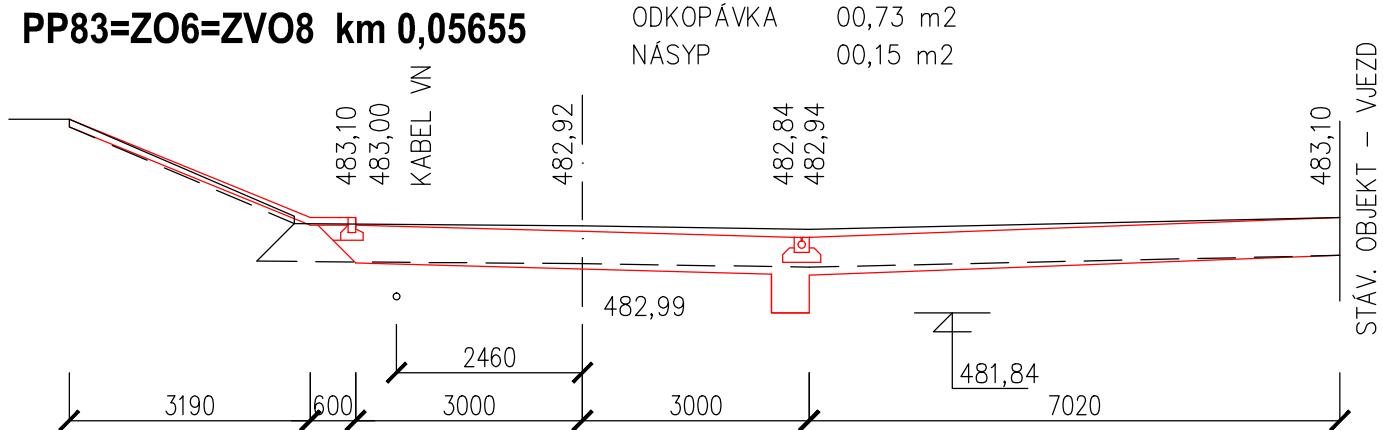 PP83=ZO6=ZVO8 km 0,05655
ODKOPÁVKA 00,73 m2
NÁSYP 00,15 m2
483,10
483,00
KABEL VN
482,92
482,84
482,94
483,10
STÁV. OBJEKT – VJEZD
482,99
481,84
2460
3190
600
3000
3000
7020